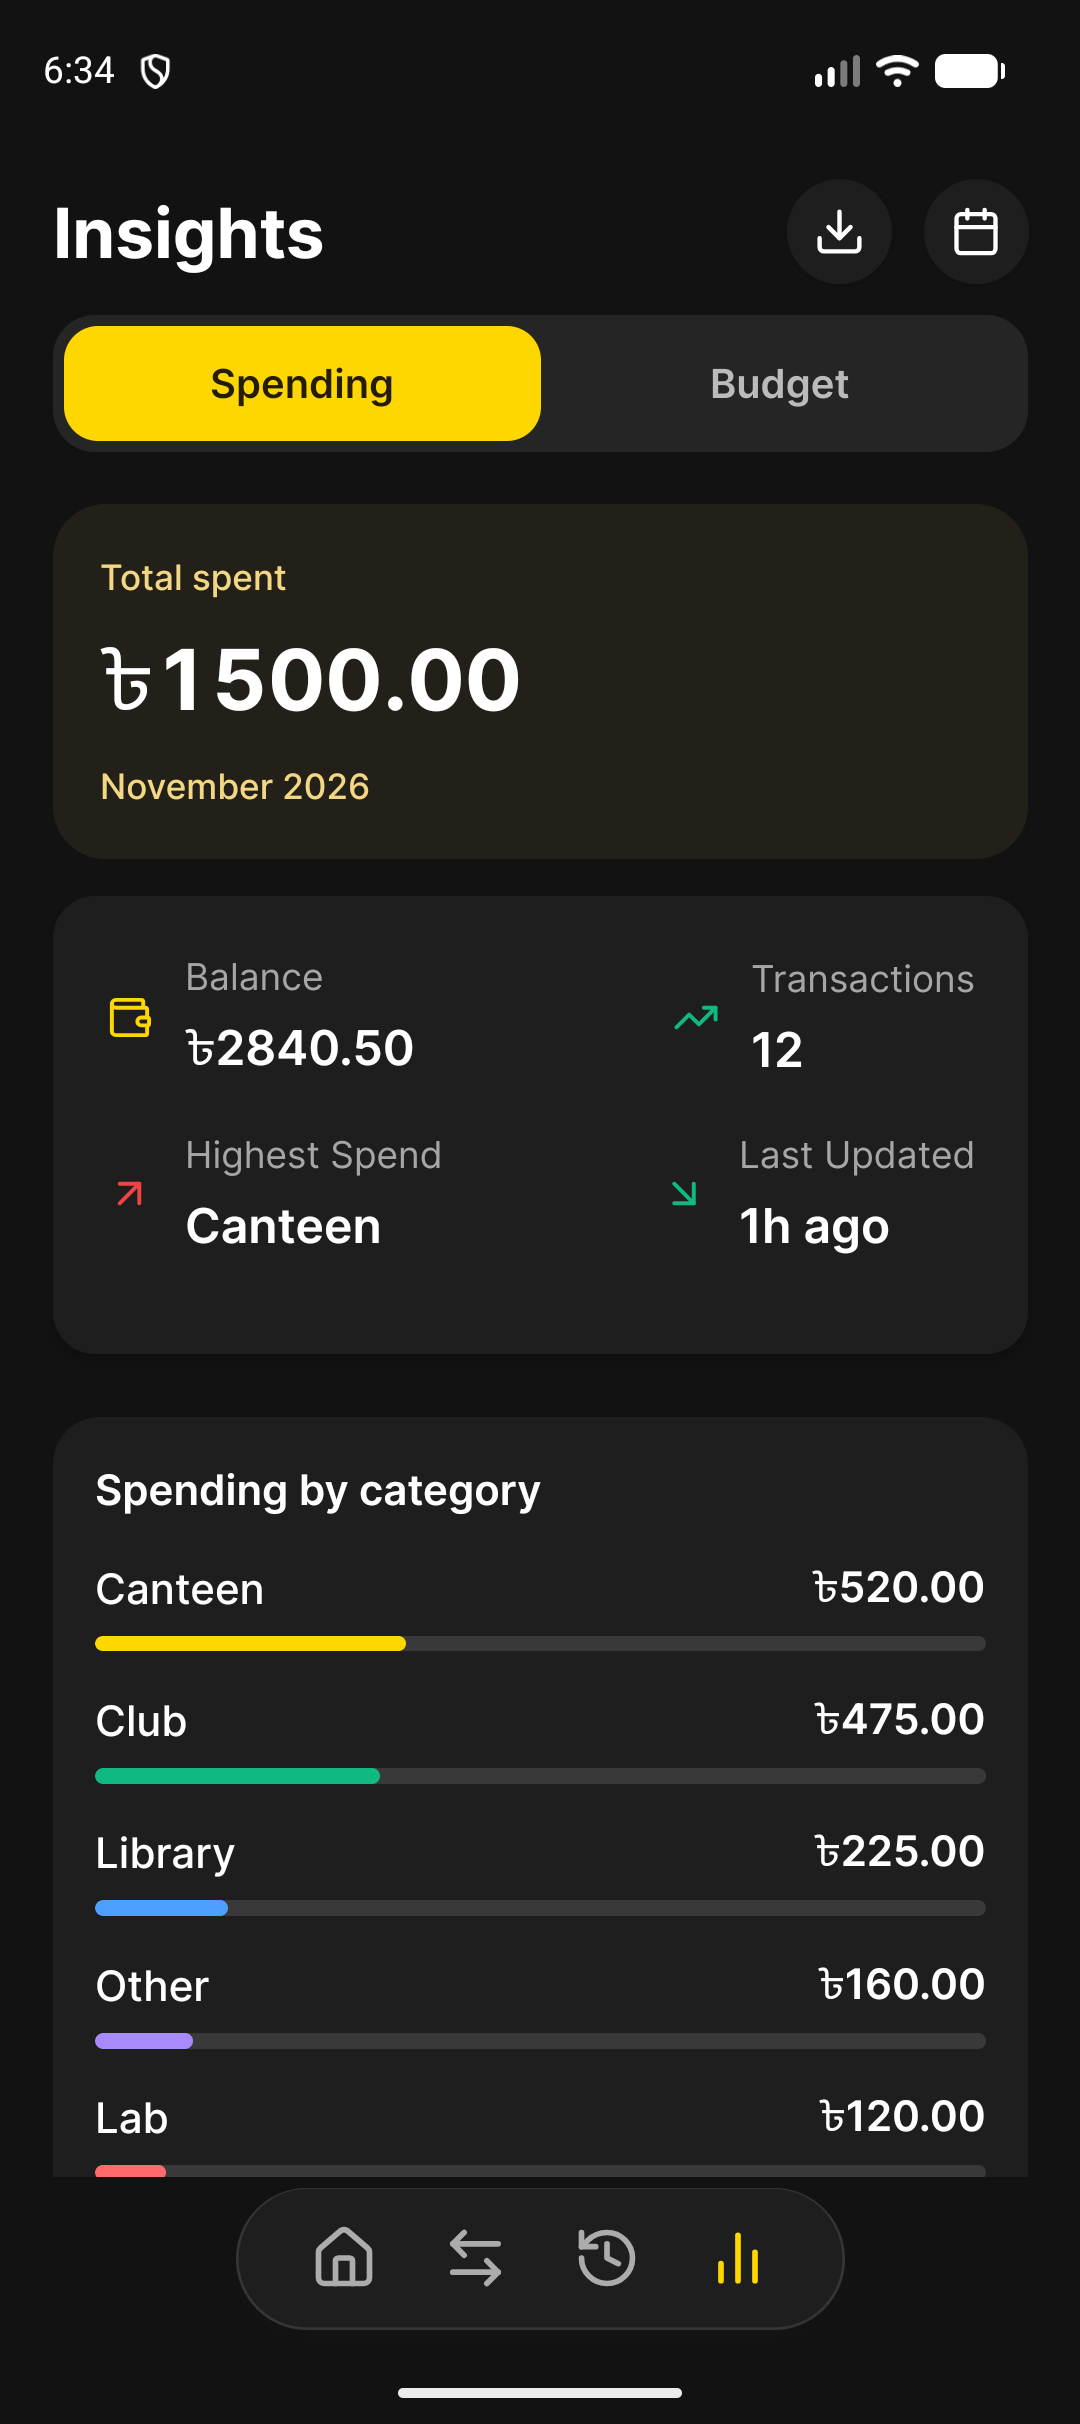 6:34
Insights
Spending
Budget
Total spent
৳1500.00
November 2026
Balance
৳2840.50
Transactions
12
Highest Spend
Canteen
Last Updated
1h ago
Spending by category
Canteen
৳520.00
Club
৳475.00
Library
৳225.00
Other
৳160.00
Lab
৳120.00